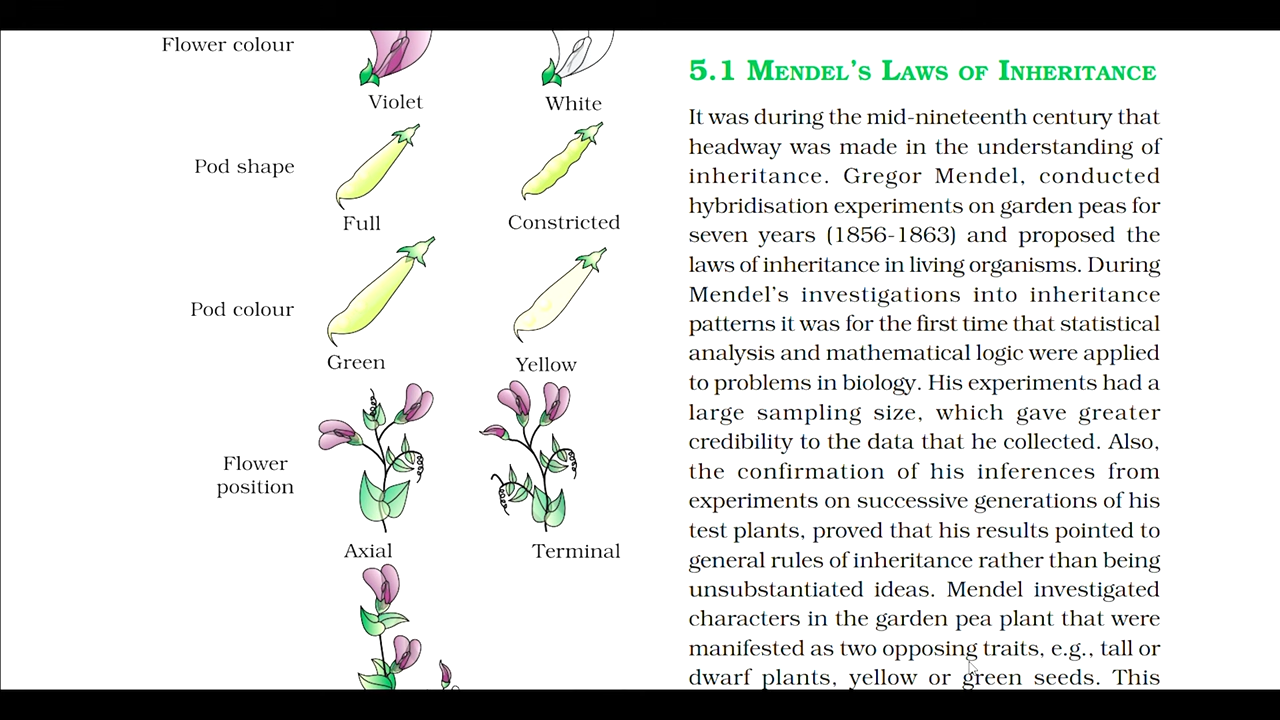 Flower colour
Violet
White
Pod shape
Full
Constricted
Pod colour
Green
Yellow
Flower
position
Axial
Terminal
5.1 MENDEL'S LAWS OF INHERITANCE
It was during the mid-nineteenth century that
headway was made in the understanding of
inheritance. Gregor Mendel, conducted
hybridisation experiments on garden peas for
seven years (1856-1863) and proposed the
laws of inheritance in living organisms. During
Mendel's investigations into inheritance
patterns it was for the first time that statistical
analysis and mathematical logic were applied
to problems in biology. His experiments had a
large sampling size, which gave greater
credibility to the data that he collected. Also,
the confirmation of his inferences from
experiments on successive generations of his
test plants, proved that his results pointed to
general rules of inheritance rather than being
unsubstantiated ideas. Mendel investigated
characters in the garden pea plant that were
manifested as two opposing traits, e.g., tall or
dwarf plants, yellow or green seeds. This